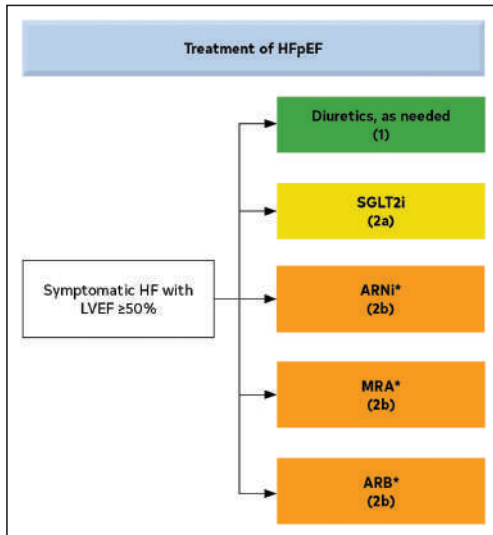 Treatment of HFpEF
Diuretics, as needed
(1)
SGLT2i
(2a)
Symptomatic HF with
LVEF ≥50%
ARNi*
(2b)
MRA*
(2b)
ARB*
(2b)